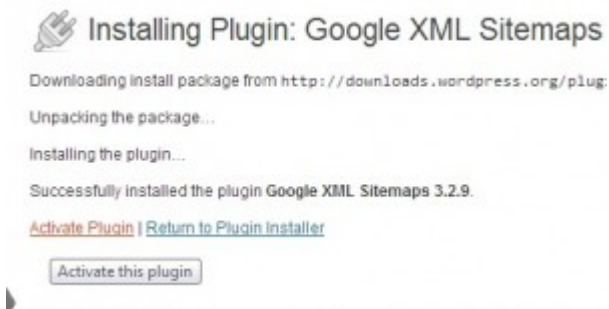 Installing Plugin: Google XML Sitemaps
Downloading install package from http://downloads.wordpress.org/plugi
Unpacking the package...
Installing the plugin...
Successfully installed the plugin Google XML Sitemaps 3.2.9.
Activate Plugin | Return to Plugin Installer
Activate this plugin